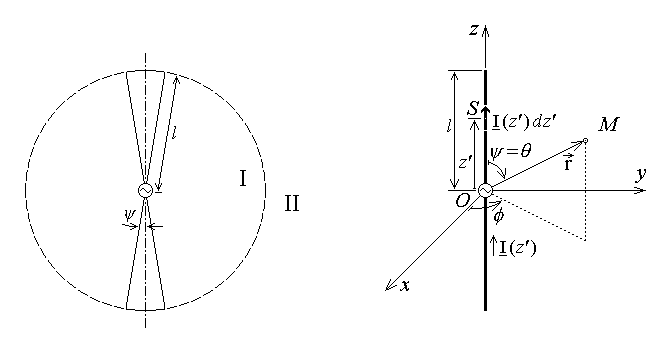 l
I
II
ψ
z
l
S
I(z') dz'
M
z'
ψ=θ
r
y
O
ϕ
I(z')
x